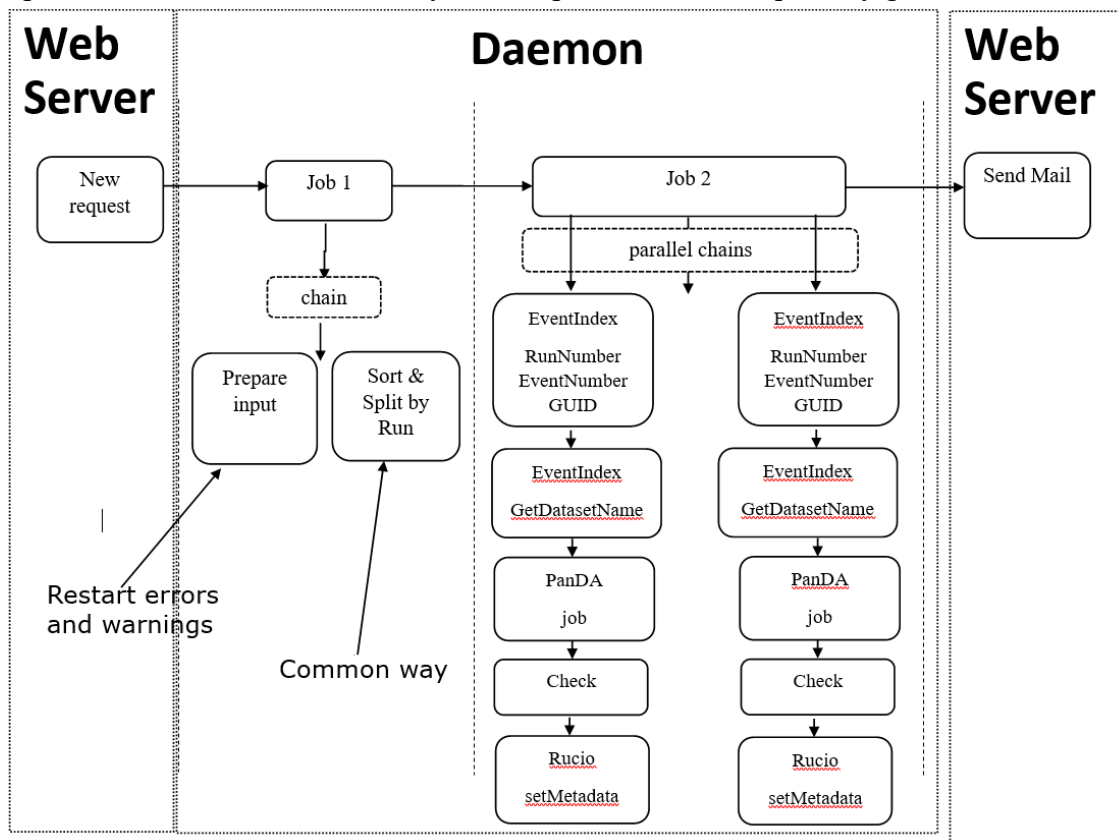 Web
Server
Daemon
Web
Server
New
request
Job 1
Job 2
Send Mail
chain
parallel chains
Prepare
input
Sort &
Split by
Run
EventIndex
RunNumber
EventNumber
GUID
EventIndex
GetDatasetName
PanDA
job
Check
Rucio
setMetadata
EventIndex
RunNumber
EventNumber
GUID
EventIndex
GetDatasetName
PanDA
job
Check
Rucio
setMetadata
Restart errors
and warnings
Common way